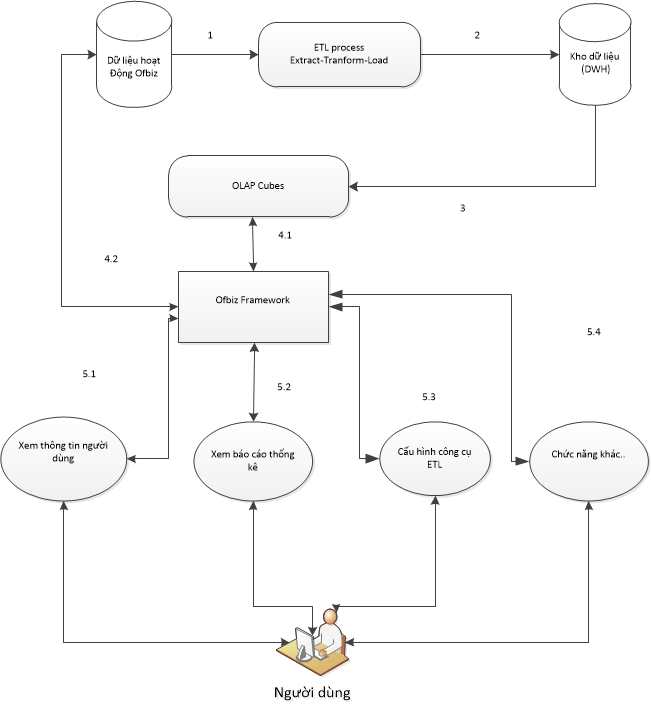 Dữ liệu hoạt
Động Ofbiz
1
ETL process
Extract-Tranform-Load
2
Kho dữ liệu
(DWH)
OLAP Cubes
3
4.1
4.2
Ofbiz Framework
5.4
5.1
5.2
5.3
Xem thông tin người
dùng
Xem báo cáo thống
kê
Cấu hình công cụ
ETL
Chức năng khác..
Người dùng